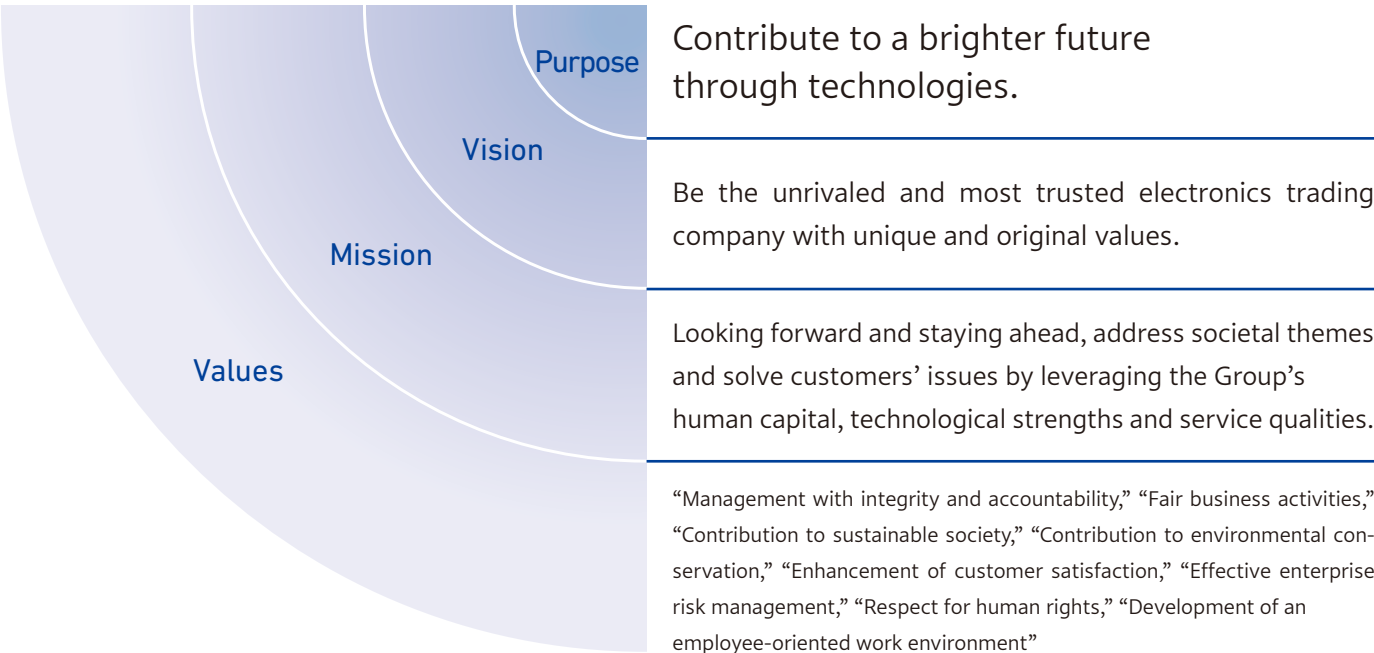 Purpose
Contribute to a brighter future
through technologies.
Vision
Be the unrivaled and most trusted electronics trading
company with unique and original values.
Mission
Looking forward and staying ahead, address societal themes
and solve customers’ issues by leveraging the Group’s
human capital, technological strengths and service qualities.
Values
“Management with integrity and accountability,” “Fair business activities,”
“Contribution to sustainable society,” “Contribution to environmental con-
servation,” “Enhancement of customer satisfaction,” “Effective enterprise
risk management,” “Respect for human rights,” “Development of an
employee-oriented work environment”